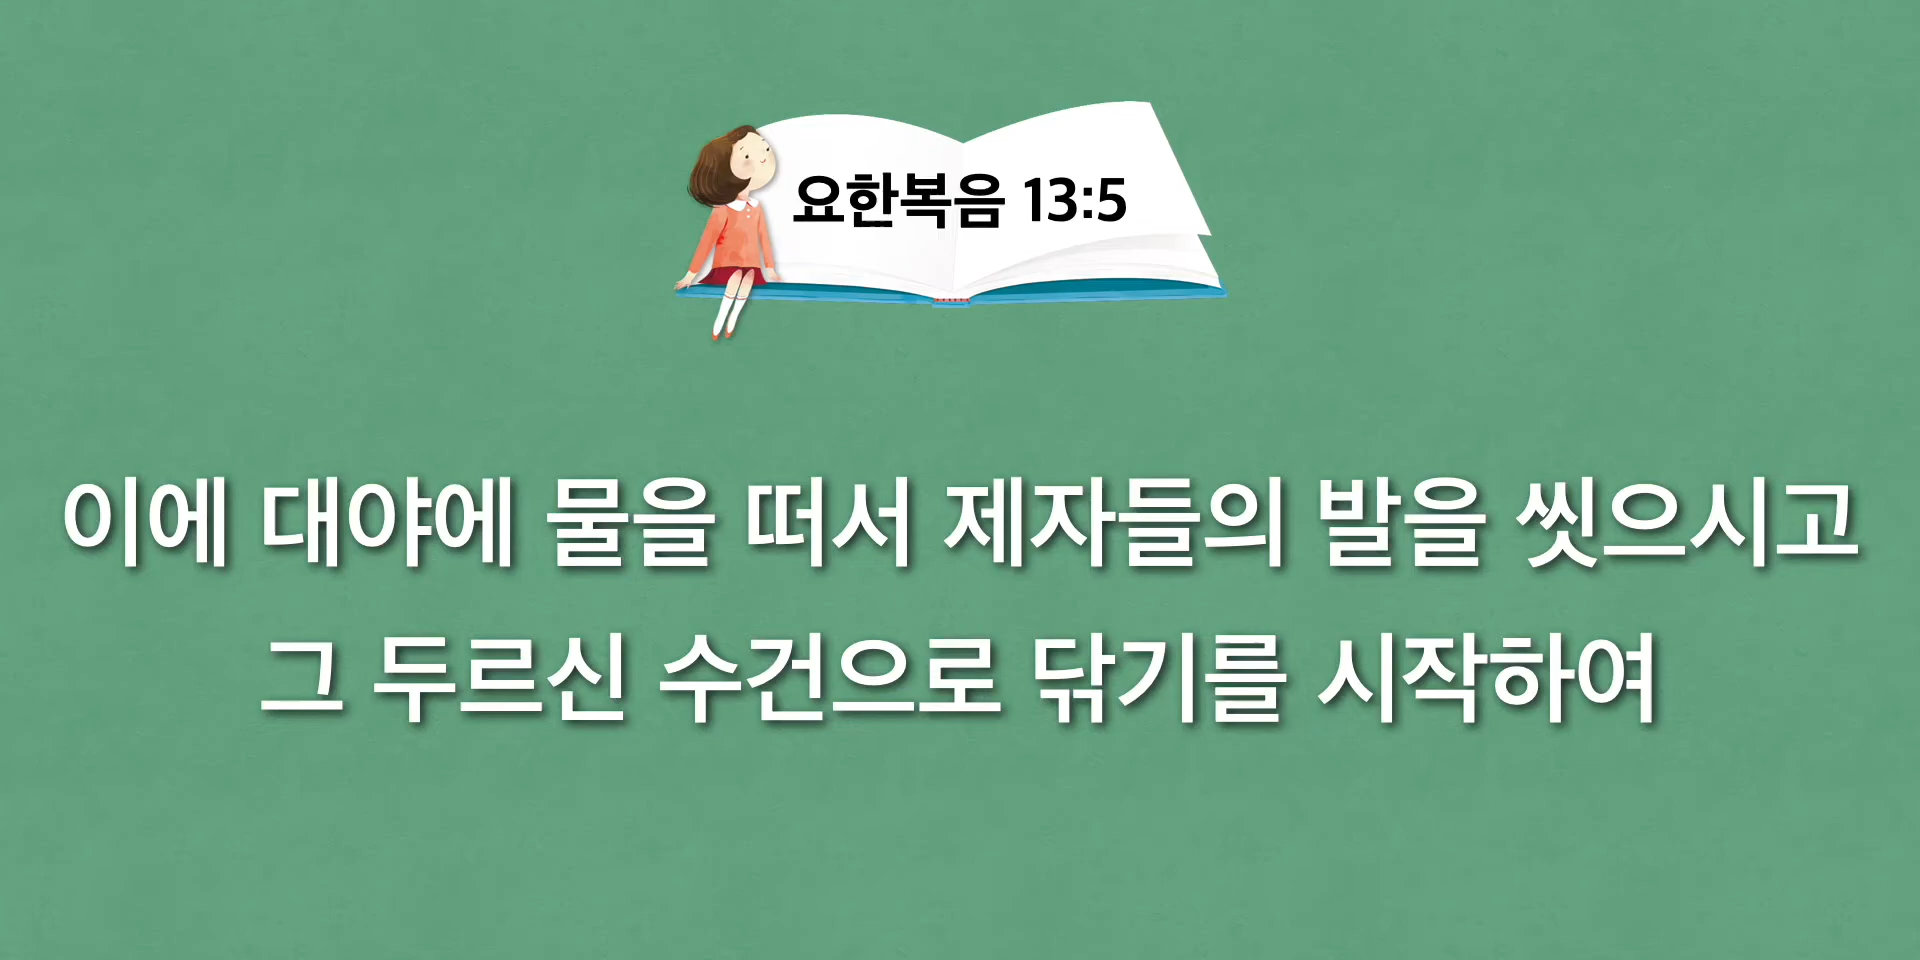 요한복음 13:5
이에 대야에 물을 떠서 제자들의 발을 씻으시고
그 두르신 수건으로 닦기를 시작하여